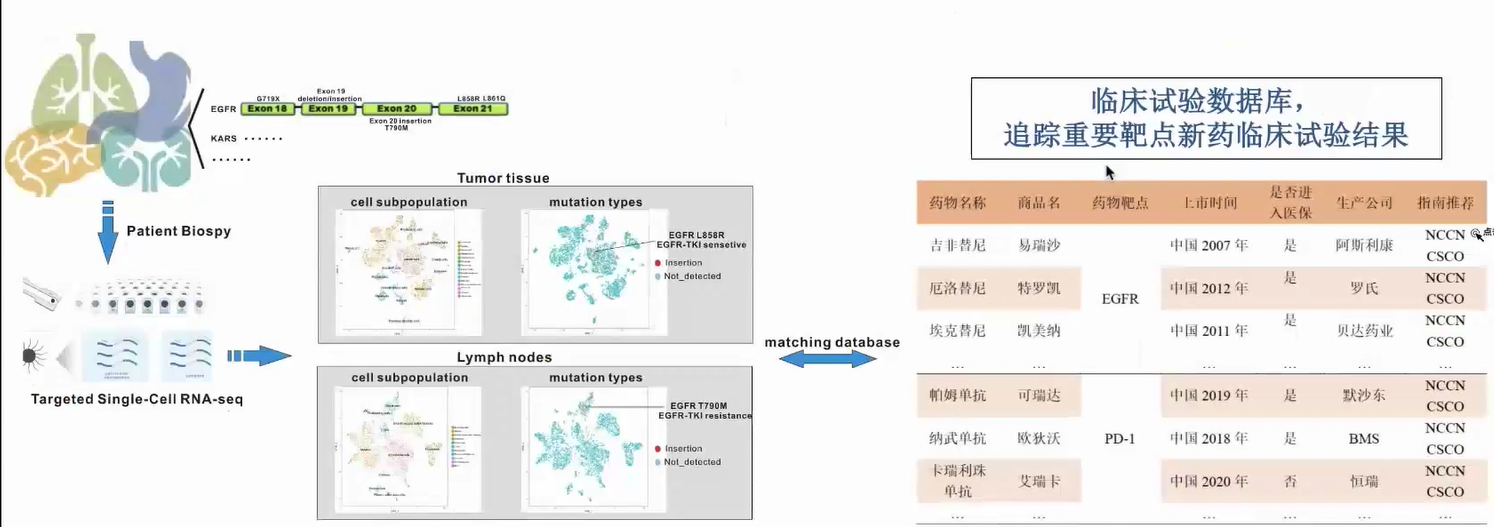 EGFR
G719X
Exon 19
deletion/insertion
L858R L861Q
Exon 18
Exon 19
Exon 20
Exon 21
Exon 20 insertion
T790M
KARS ······
······
Patient Biospy
Targeted Single-Cell RNA-seq
Tumor tissue
cell subpopulation
mutation types
EGFR L858R
EGFR-TKI sensetive
Insertion
Not_detected
Lymph nodes
cell subpopulation
mutation types
EGFR T790M
EGFR-TKI resistance
Insertion
Not_detected
matching database
临床试验数据库，
追踪重要靶点新药临床试验结果
药物名称 商品名 药物靶点 上市时间 是否进入医保 生产公司 指南推荐
吉非替尼 易瑞沙 EGFR 中国 2007 年 是 阿斯利康 NCCN CSCO
厄洛替尼 特罗凯 中国 2012 年 是 罗氏 NCCN CSCO
埃克替尼 凯美纳 中国 2011 年 是 贝达药业 NCCN CSCO
… … … … … …
帕姆单抗 可瑞达 PD-1 中国 2019 年 是 默沙东 NCCN CSCO
纳武单抗 欧狄沃 中国 2018 年 是 BMS NCCN CSCO
卡瑞利珠单抗 艾瑞卡 中国 2020 年 否 恒瑞 NCCN CSCO
… … … … … …